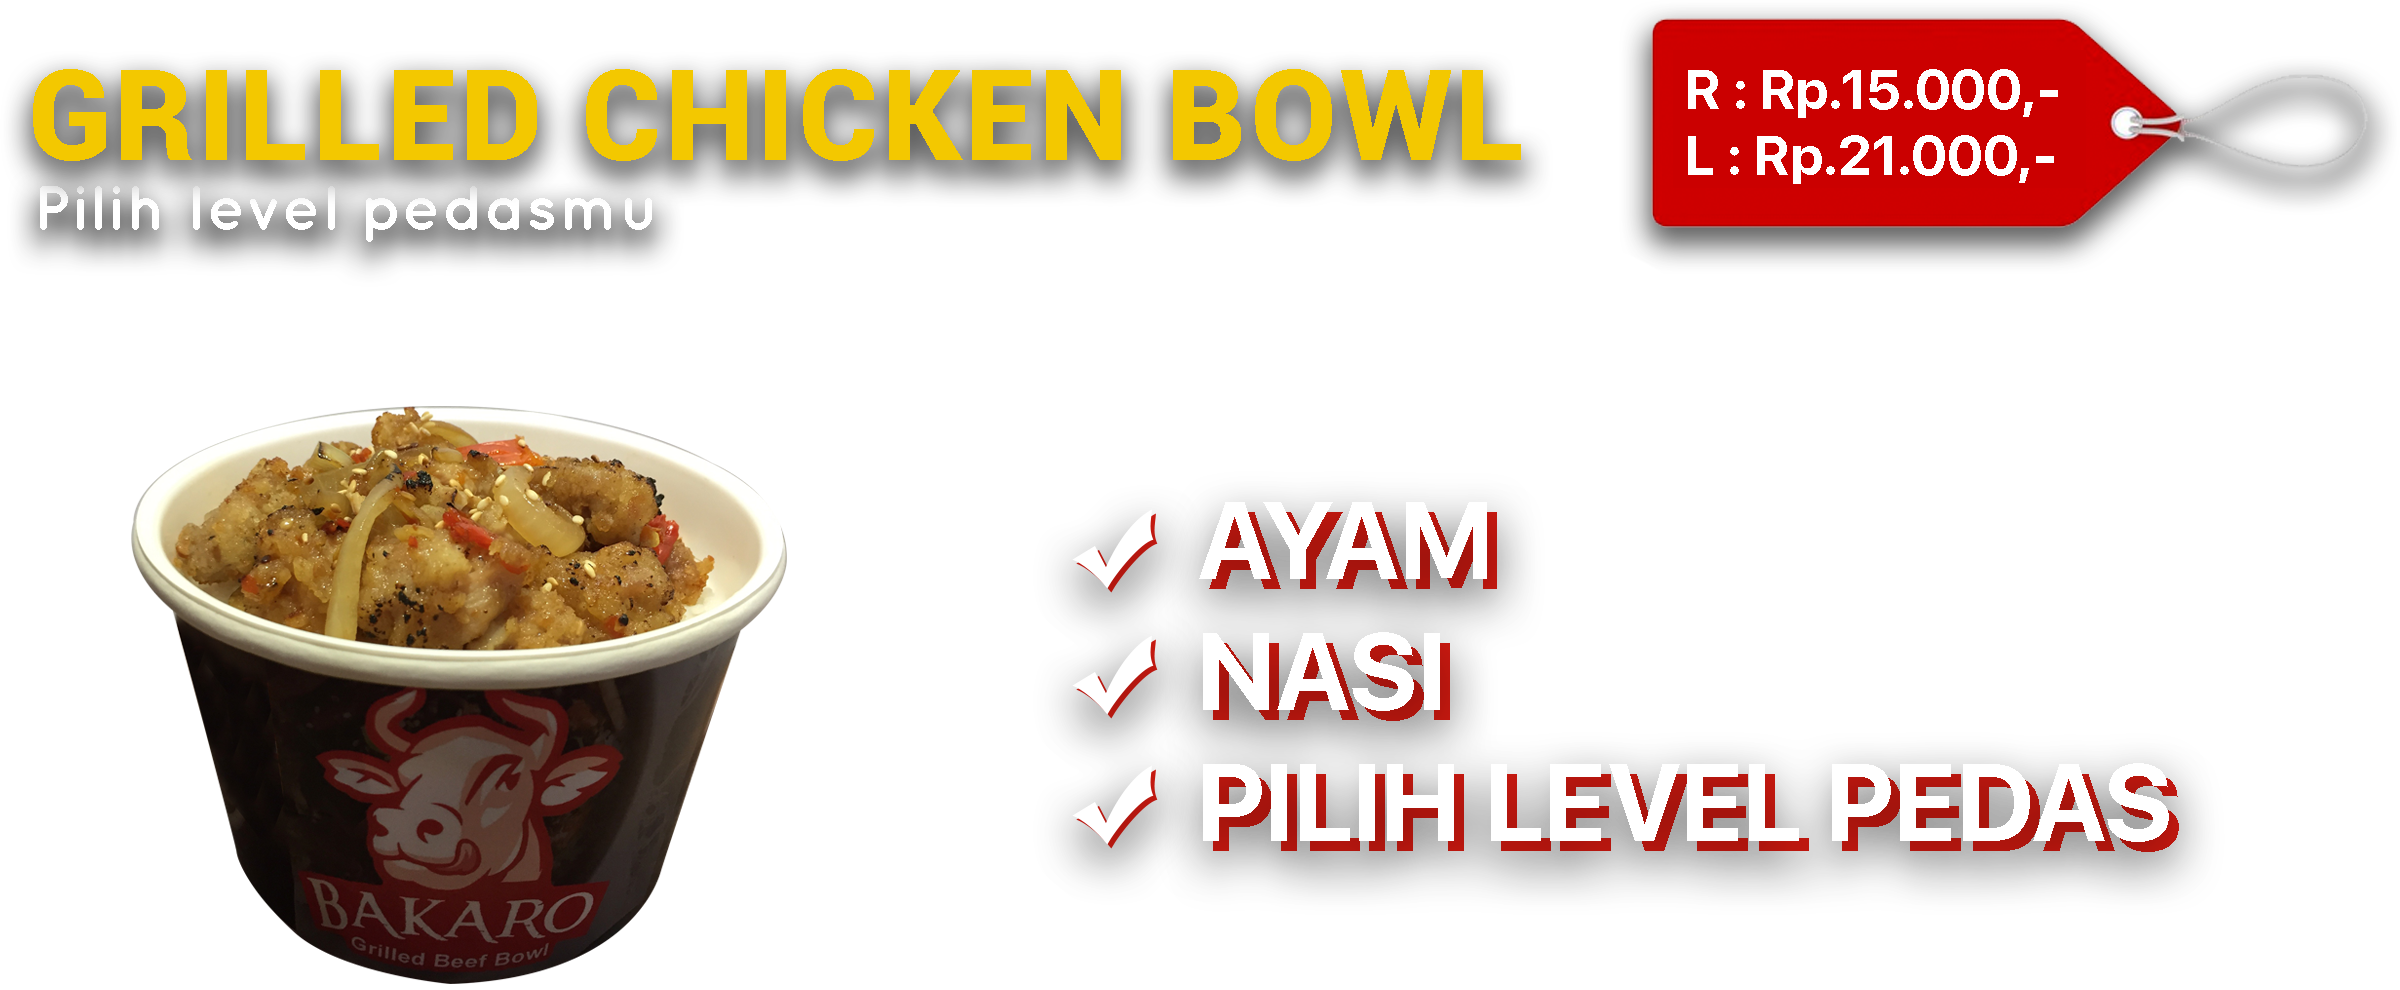 GRILLED CHICKEN BOWL
Pilih level pedasmu
R : Rp.15.000,-
L : Rp.21.000,-
AYAM
NASI
PILIH LEVEL PEDAS
BAKARO
Grilled Beef Bowl